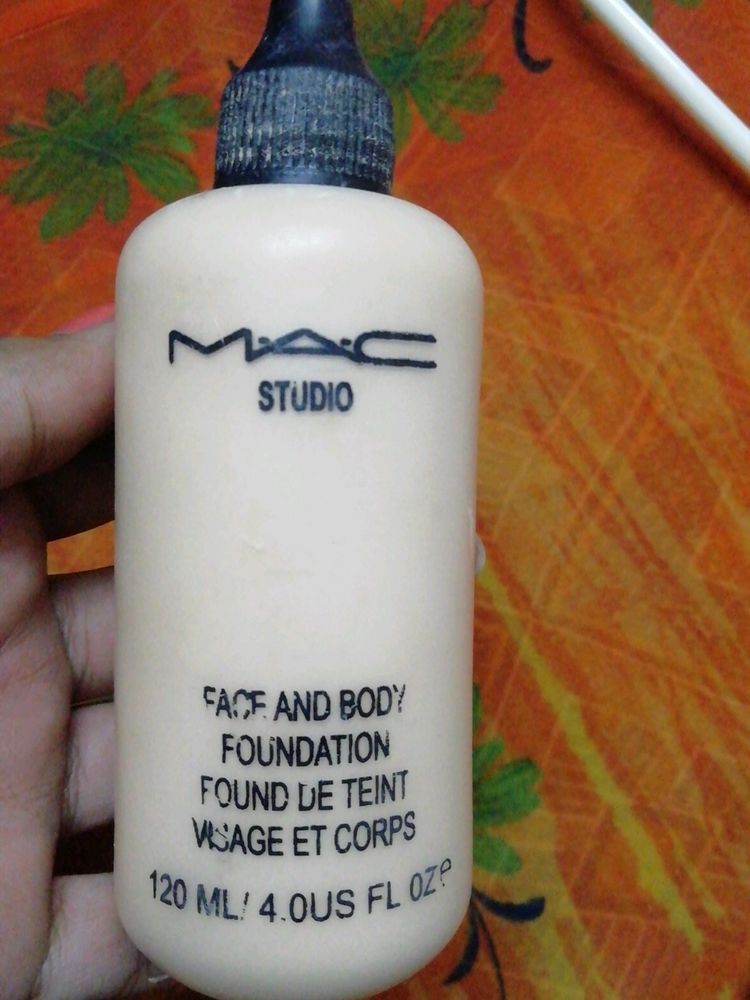 M·A·C
STUDIO
FACE AND BODY
FOUNDATION
FOUND DE TEINT
VISAGE ET CORPS
120 ML/ 4.0US FL OZ e